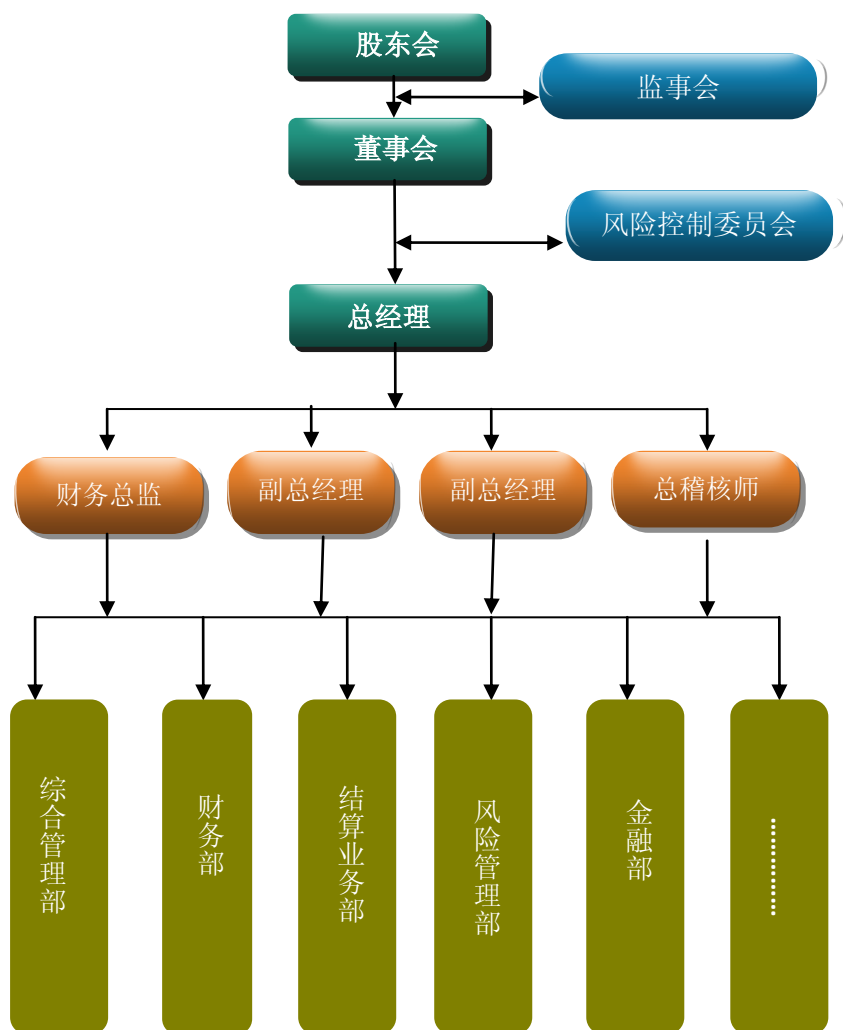 股东会
监事会
董事会
风险控制委员会
总经理
财务总监
副总经理
副总经理
总稽核师
综合管理部
财务部
结算业务部
风险管理部
金融部
……………